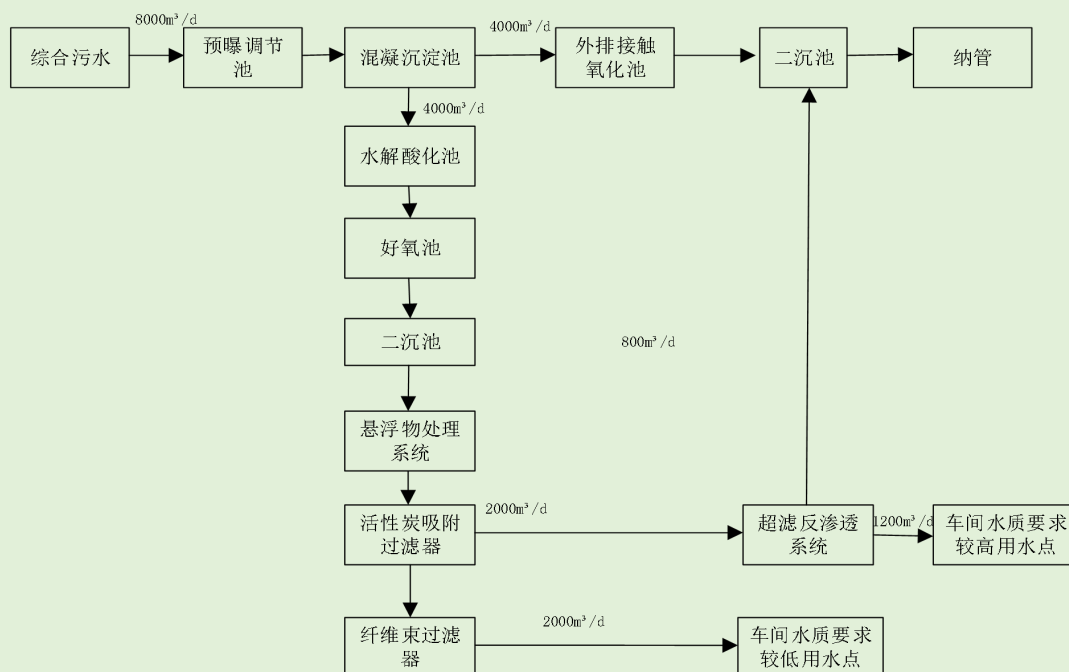 8000m³/d
4000m³/d
综合污水
预曝调节
池
混凝沉淀池
外排接触
氧化池
二沉池
纳管
4000m³/d
水解酸化池
好氧池
二沉池
800m³/d
悬浮物处理
系统
活性炭吸附
过滤器
2000m³/d
超滤反渗透
系统
1200m³/d
车间水质要求
较高用水点
纤维束过滤
器
2000m³/d
车间水质要求
较低用水点